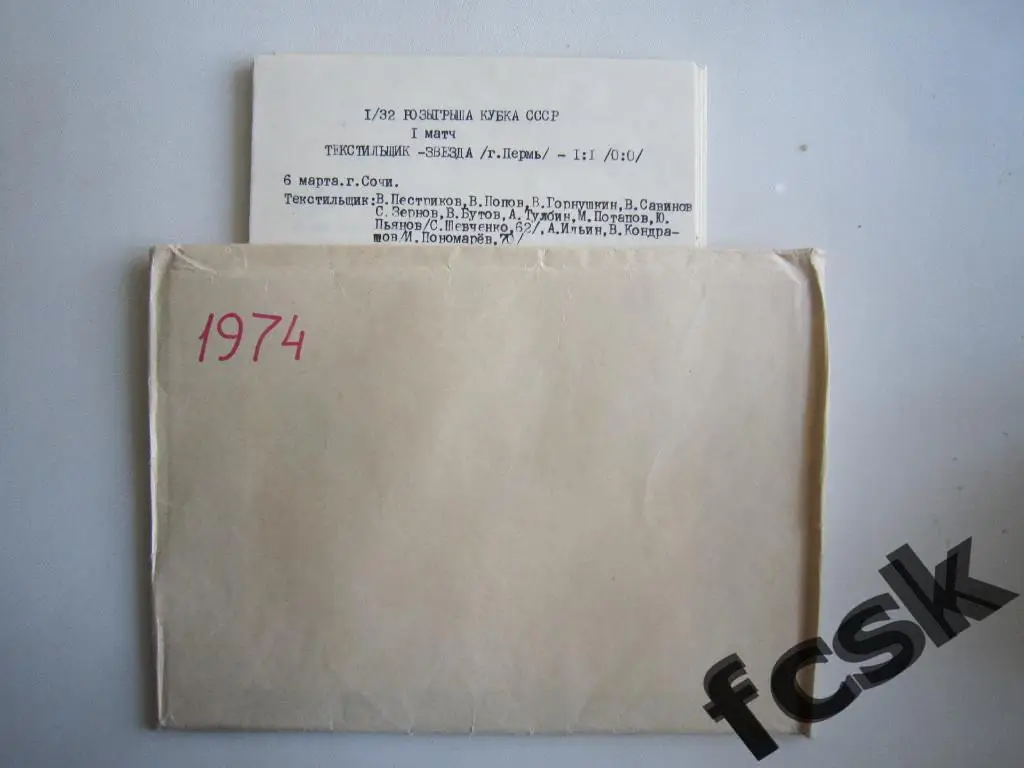 I/32 РОЗЫГРЫША КУБКА СССР
I матч
ТЕКСТИЛЬЩИК -ЗВЕЗДА /г.Пермь/ - I:I /0:0/
6 марта.г.Сочи.
Текстильщик:В.Пестриков,В.Попов,В.Горнушкин,В.Савинов
С.Зернов,В.Бутов,А.Тулбин,М.Потапов,Ю.
Пьянов/С.Шевченко,62/,А.Ильин,В.Кондра-
шов/И.Пономарёв,70/
1974
fcsk